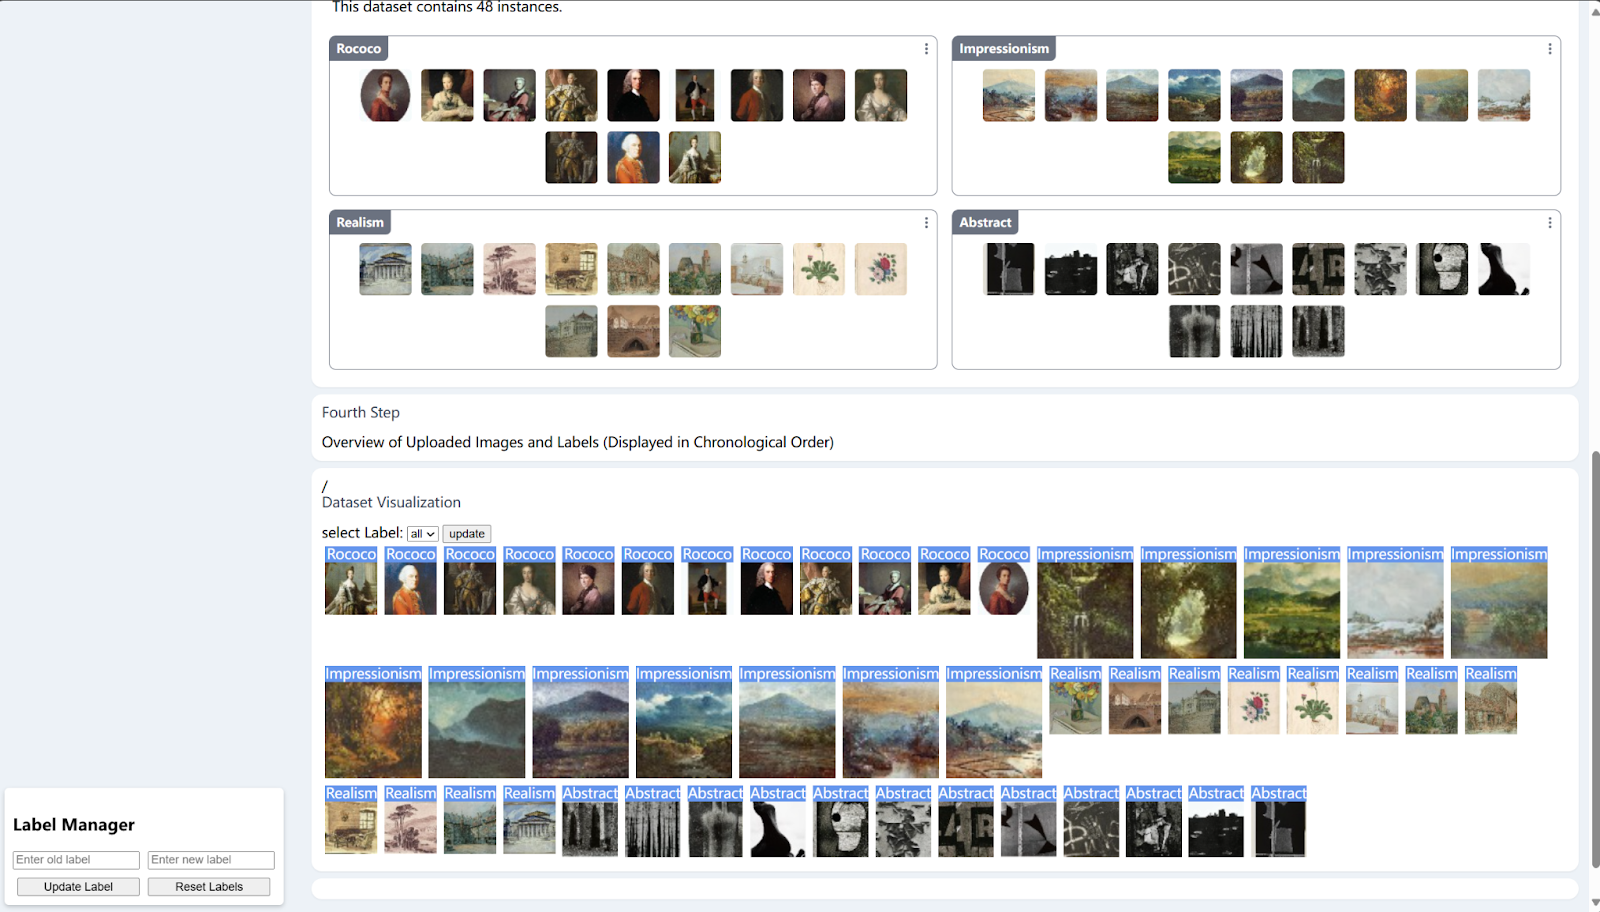 This dataset contains 48 instances.
Rococo
Impressionism
Realism
Abstract
Fourth Step
Overview of Uploaded Images and Labels (Displayed in Chronological Order)
/
Dataset Visualization
select Label: all update
Rococo Rococo Rococo Rococo Rococo Rococo Rococo Rococo Rococo Rococo Rococo Rococo Impressionism Impressionism Impressionism Impressionism Impressionism
Impressionism Impressionism Impressionism Impressionism Impressionism Impressionism Impressionism Realism Realism Realism Realism Realism Realism Realism Realism
Realism Realism Realism Realism Abstract Abstract Abstract Abstract Abstract Abstract Abstract Abstract Abstract Abstract Abstract Abstract
Label Manager
Enter old label Enter new label
Update Label Reset Labels